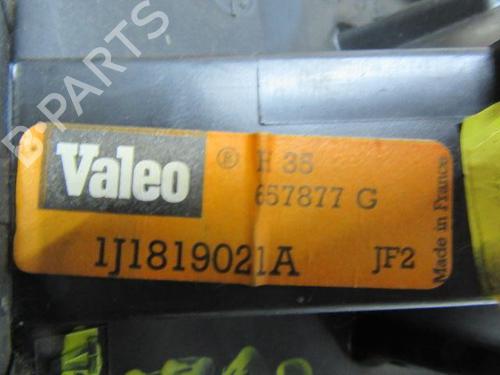 B PARTS
Valeo ® H 35
657877 G
1J1819021A JF2
Made in France